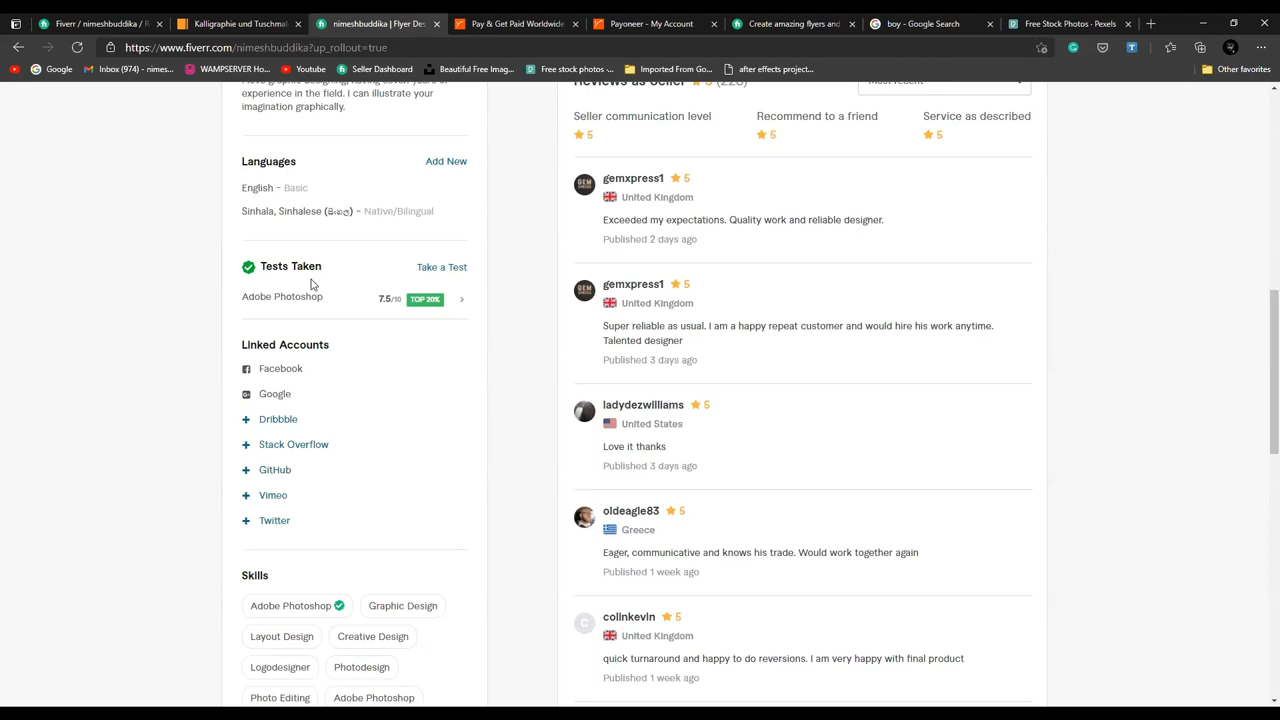 Fiverr / nimeshbuddika / R
Kalligraphie und Tuschmale
nimeshbuddika | Flyer Des
Pay & Get Paid Worldwide
Payoneer - My Account
Create amazing flyers and
boy - Google Search
Free Stock Photos · Pexels
https://www.fiverr.com/nimeshbuddika?up_rollout=true
Google
Inbox (974) - nimes...
WAMPSERVER Ho...
Youtube
Seller Dashboard
Beautiful Free Imag...
Free stock photos ·...
Imported From Go...
after effects projec...
Other favorites
experience in the field. I can illustrate your
imagination graphically.
Languages
Add New
English - Basic
Sinhala, Sinhalese (සිංහල) - Native/Bilingual
Tests Taken
Take a Test
Adobe Photoshop
7.5/10 TOP 20%
Linked Accounts
Facebook
Google
Dribbble
Stack Overflow
GitHub
Vimeo
Twitter
Skills
Adobe Photoshop
Graphic Design
Layout Design
Creative Design
Logodesigner
Photodesign
Photo Editing
Adobe Photoshop
Reviews as Seller 5 (226)
Most recent
Seller communication level
5
Recommend to a friend
5
Service as described
5
gemxpress1 5
United Kingdom
Exceeded my expectations. Quality work and reliable designer.
Published 2 days ago
gemxpress1 5
United Kingdom
Super reliable as usual. I am a happy repeat customer and would hire his work anytime.
Talented designer
Published 3 days ago
ladydezwilliams 5
United States
Love it thanks
Published 3 days ago
oldeagle83 5
Greece
Eager, communicative and knows his trade. Would work together again
Published 1 week ago
C
colinkevin 5
United Kingdom
quick turnaround and happy to do reversions. I am very happy with final product
Published 1 week ago